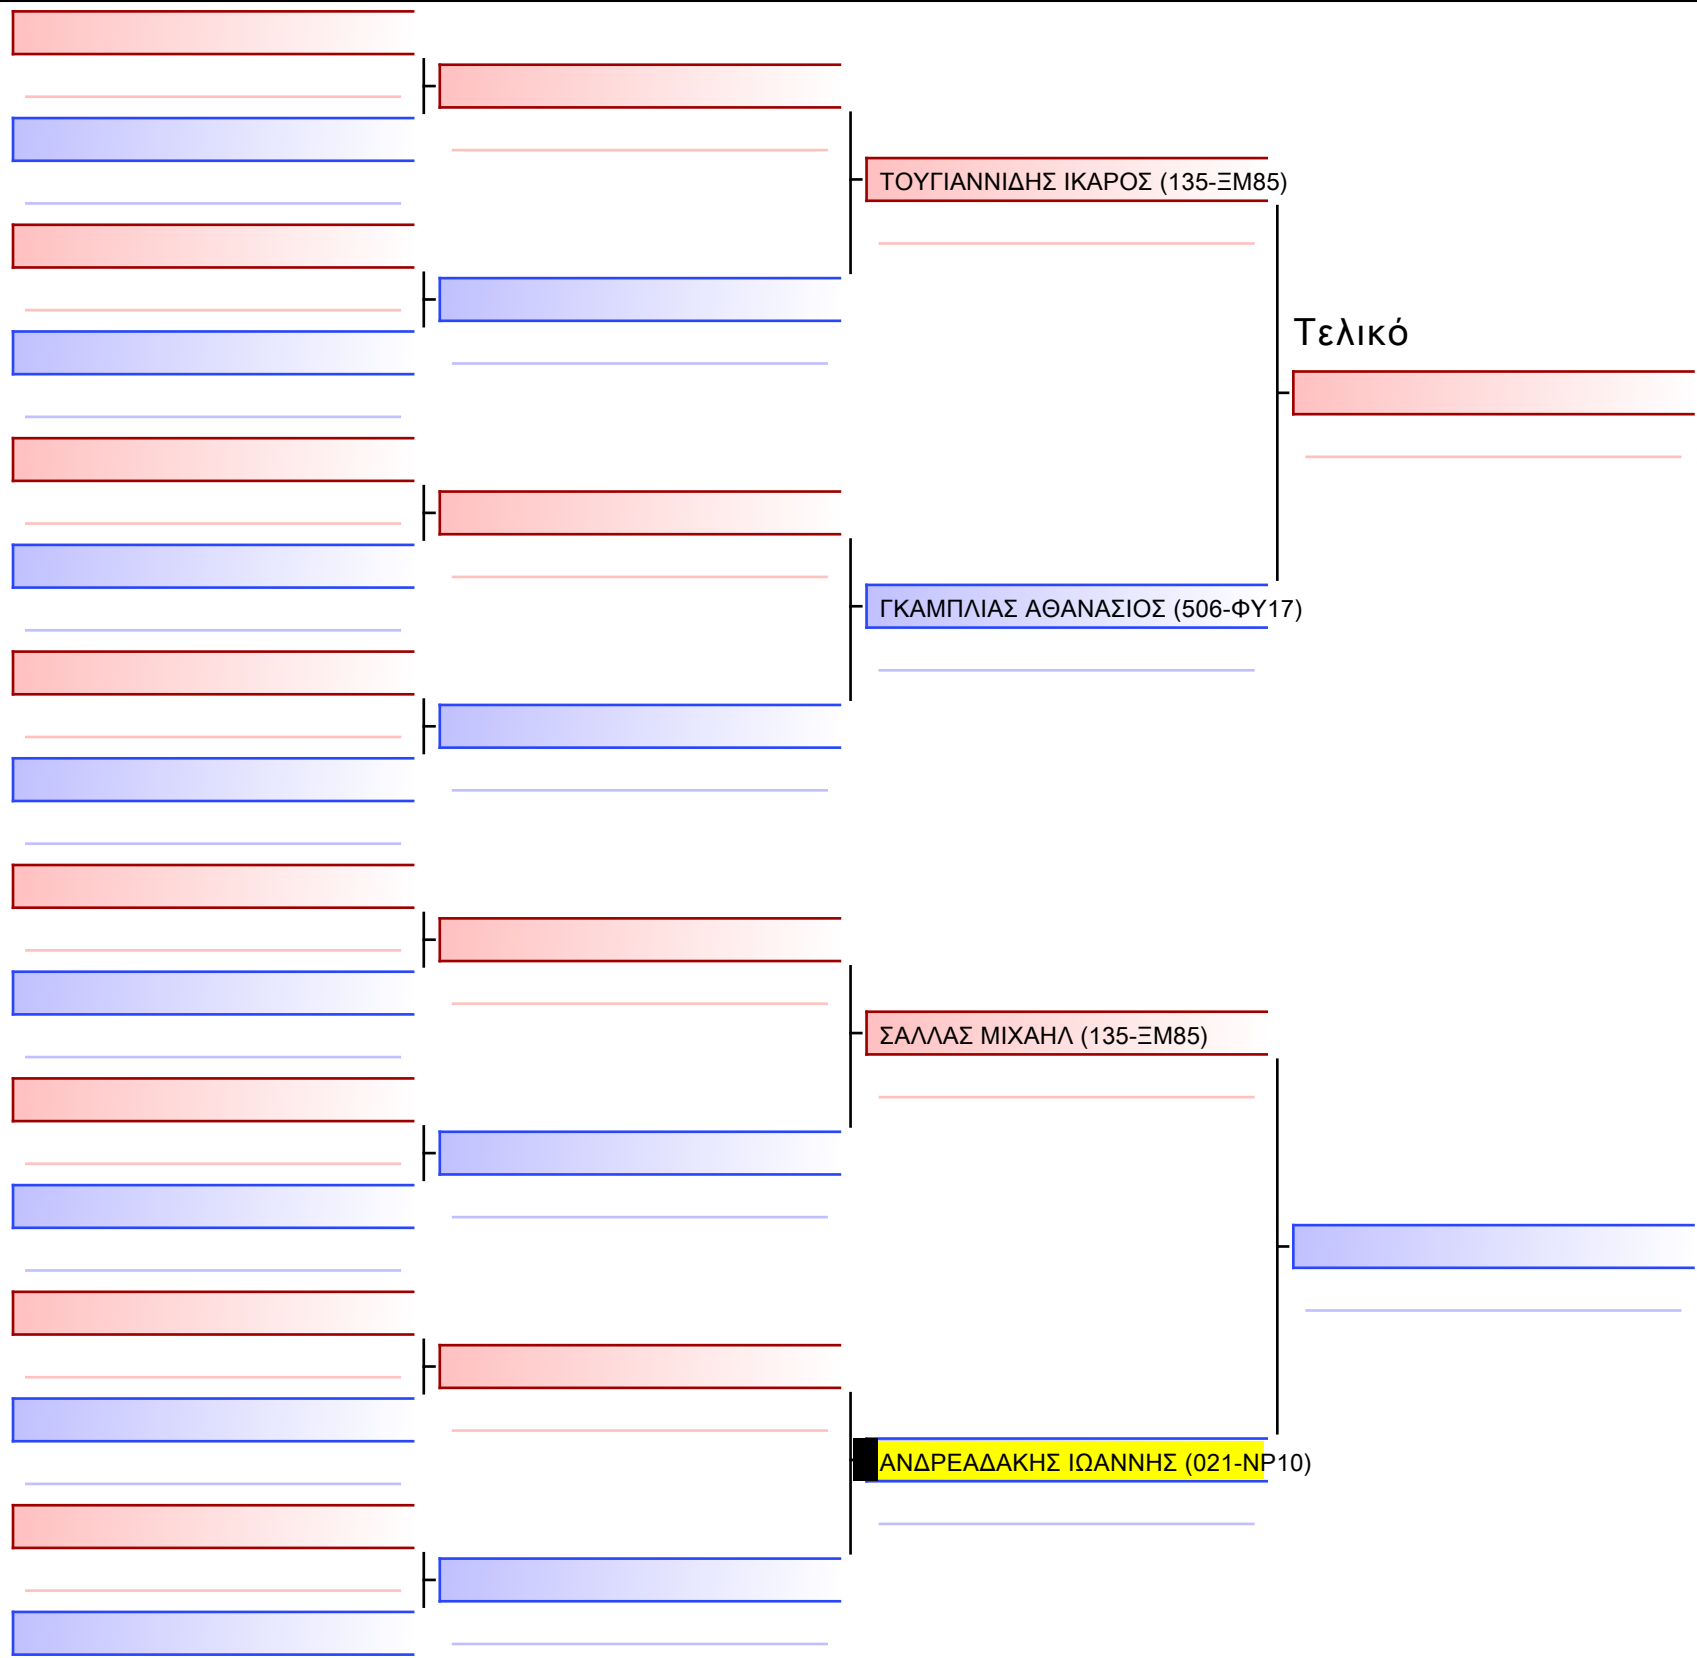 ΤΟΥΓΙΑΝΝΙΔΗΣ ΙΚΑΡΟΣ (135-ΞΜ85)
Τελικό
ΓΚΑΜΠΛΙΑΣ ΑΘΑΝΑΣΙΟΣ (506-ΦΥ17)
ΣΑΛΛΑΣ ΜΙΧΑΗΛ (135-ΞΜ85)
ΑΝΔΡΕΑΔΑΚΗΣ ΙΩΑΝΝΗΣ (021-ΝΡ10)